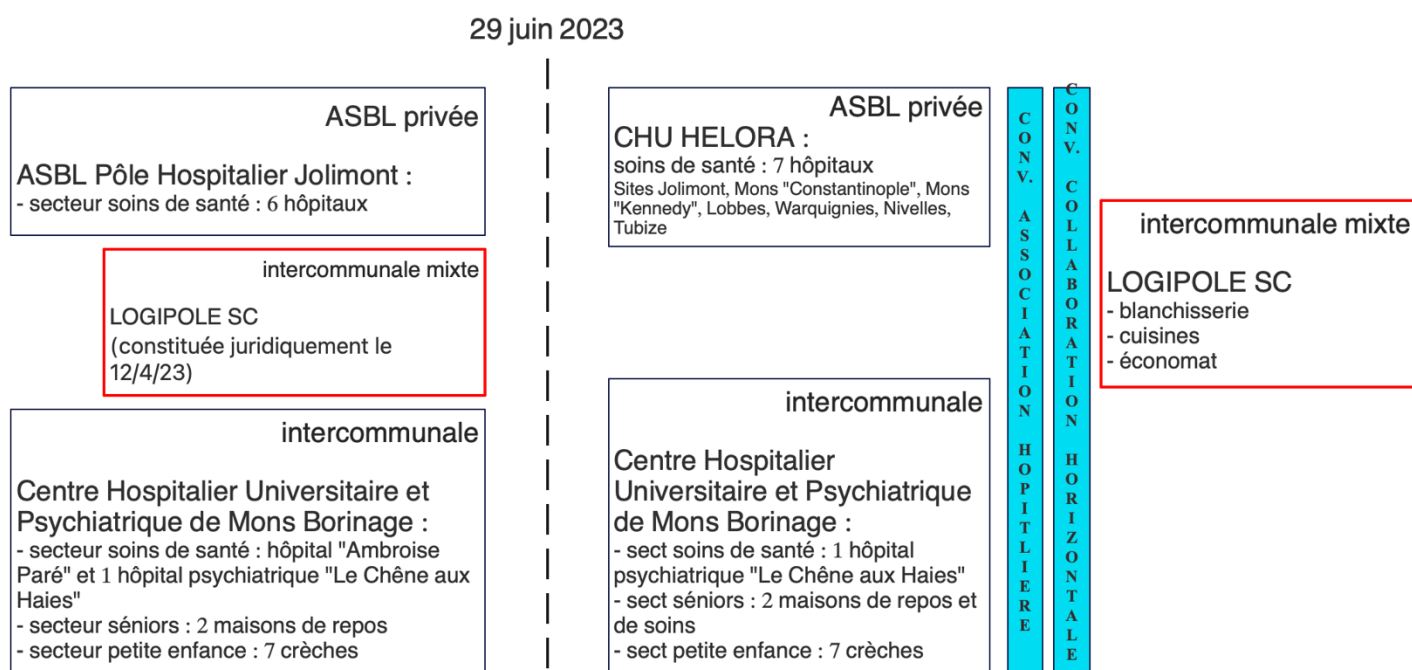 29 juin 2023
ASBL privée
ASBL Pôle Hospitalier Jolimont :
- secteur soins de santé : 6 hôpitaux
intercommunale mixte
LOGIPOLE SC
(constituée juridiquement le
12/4/23)
intercommunale
Centre Hospitalier Universitaire et
Psychiatrique de Mons Borinage :
- secteur soins de santé : hôpital "Ambroise
Paré" et 1 hôpital psychiatrique "Le Chêne aux
Haies"
- secteur séniors : 2 maisons de repos
- secteur petite enfance : 7 crèches
ASBL privée
CHU HELORA :
soins de santé : 7 hôpitaux
Sites Jolimont, Mons "Constantinople", Mons
"Kennedy", Lobbes, Warquignies, Nivelles,
Tubize
intercommunale
Centre Hospitalier
Universitaire et Psychiatrique
de Mons Borinage :
- sect soins de santé : 1 hôpital
psychiatrique "Le Chêne aux Haies"
- sect séniors : 2 maisons de repos et
de soins
- sect petite enfance : 7 crèches
CONV. ASSOCIATION HOPITLIERE
CONV. COLLABORATION HORIZONTALE
intercommunale mixte
LOGIPOLE SC
- blanchisserie
- cuisines
- économat